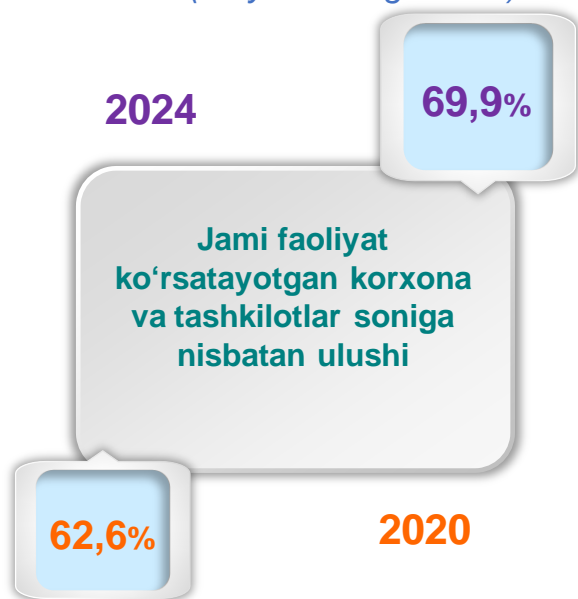 69,9%
2024
Jami faoliyat
ko‘rsatayotgan korxona
va tashkilotlar soniga
nisbatan ulushi
62,6%
2020